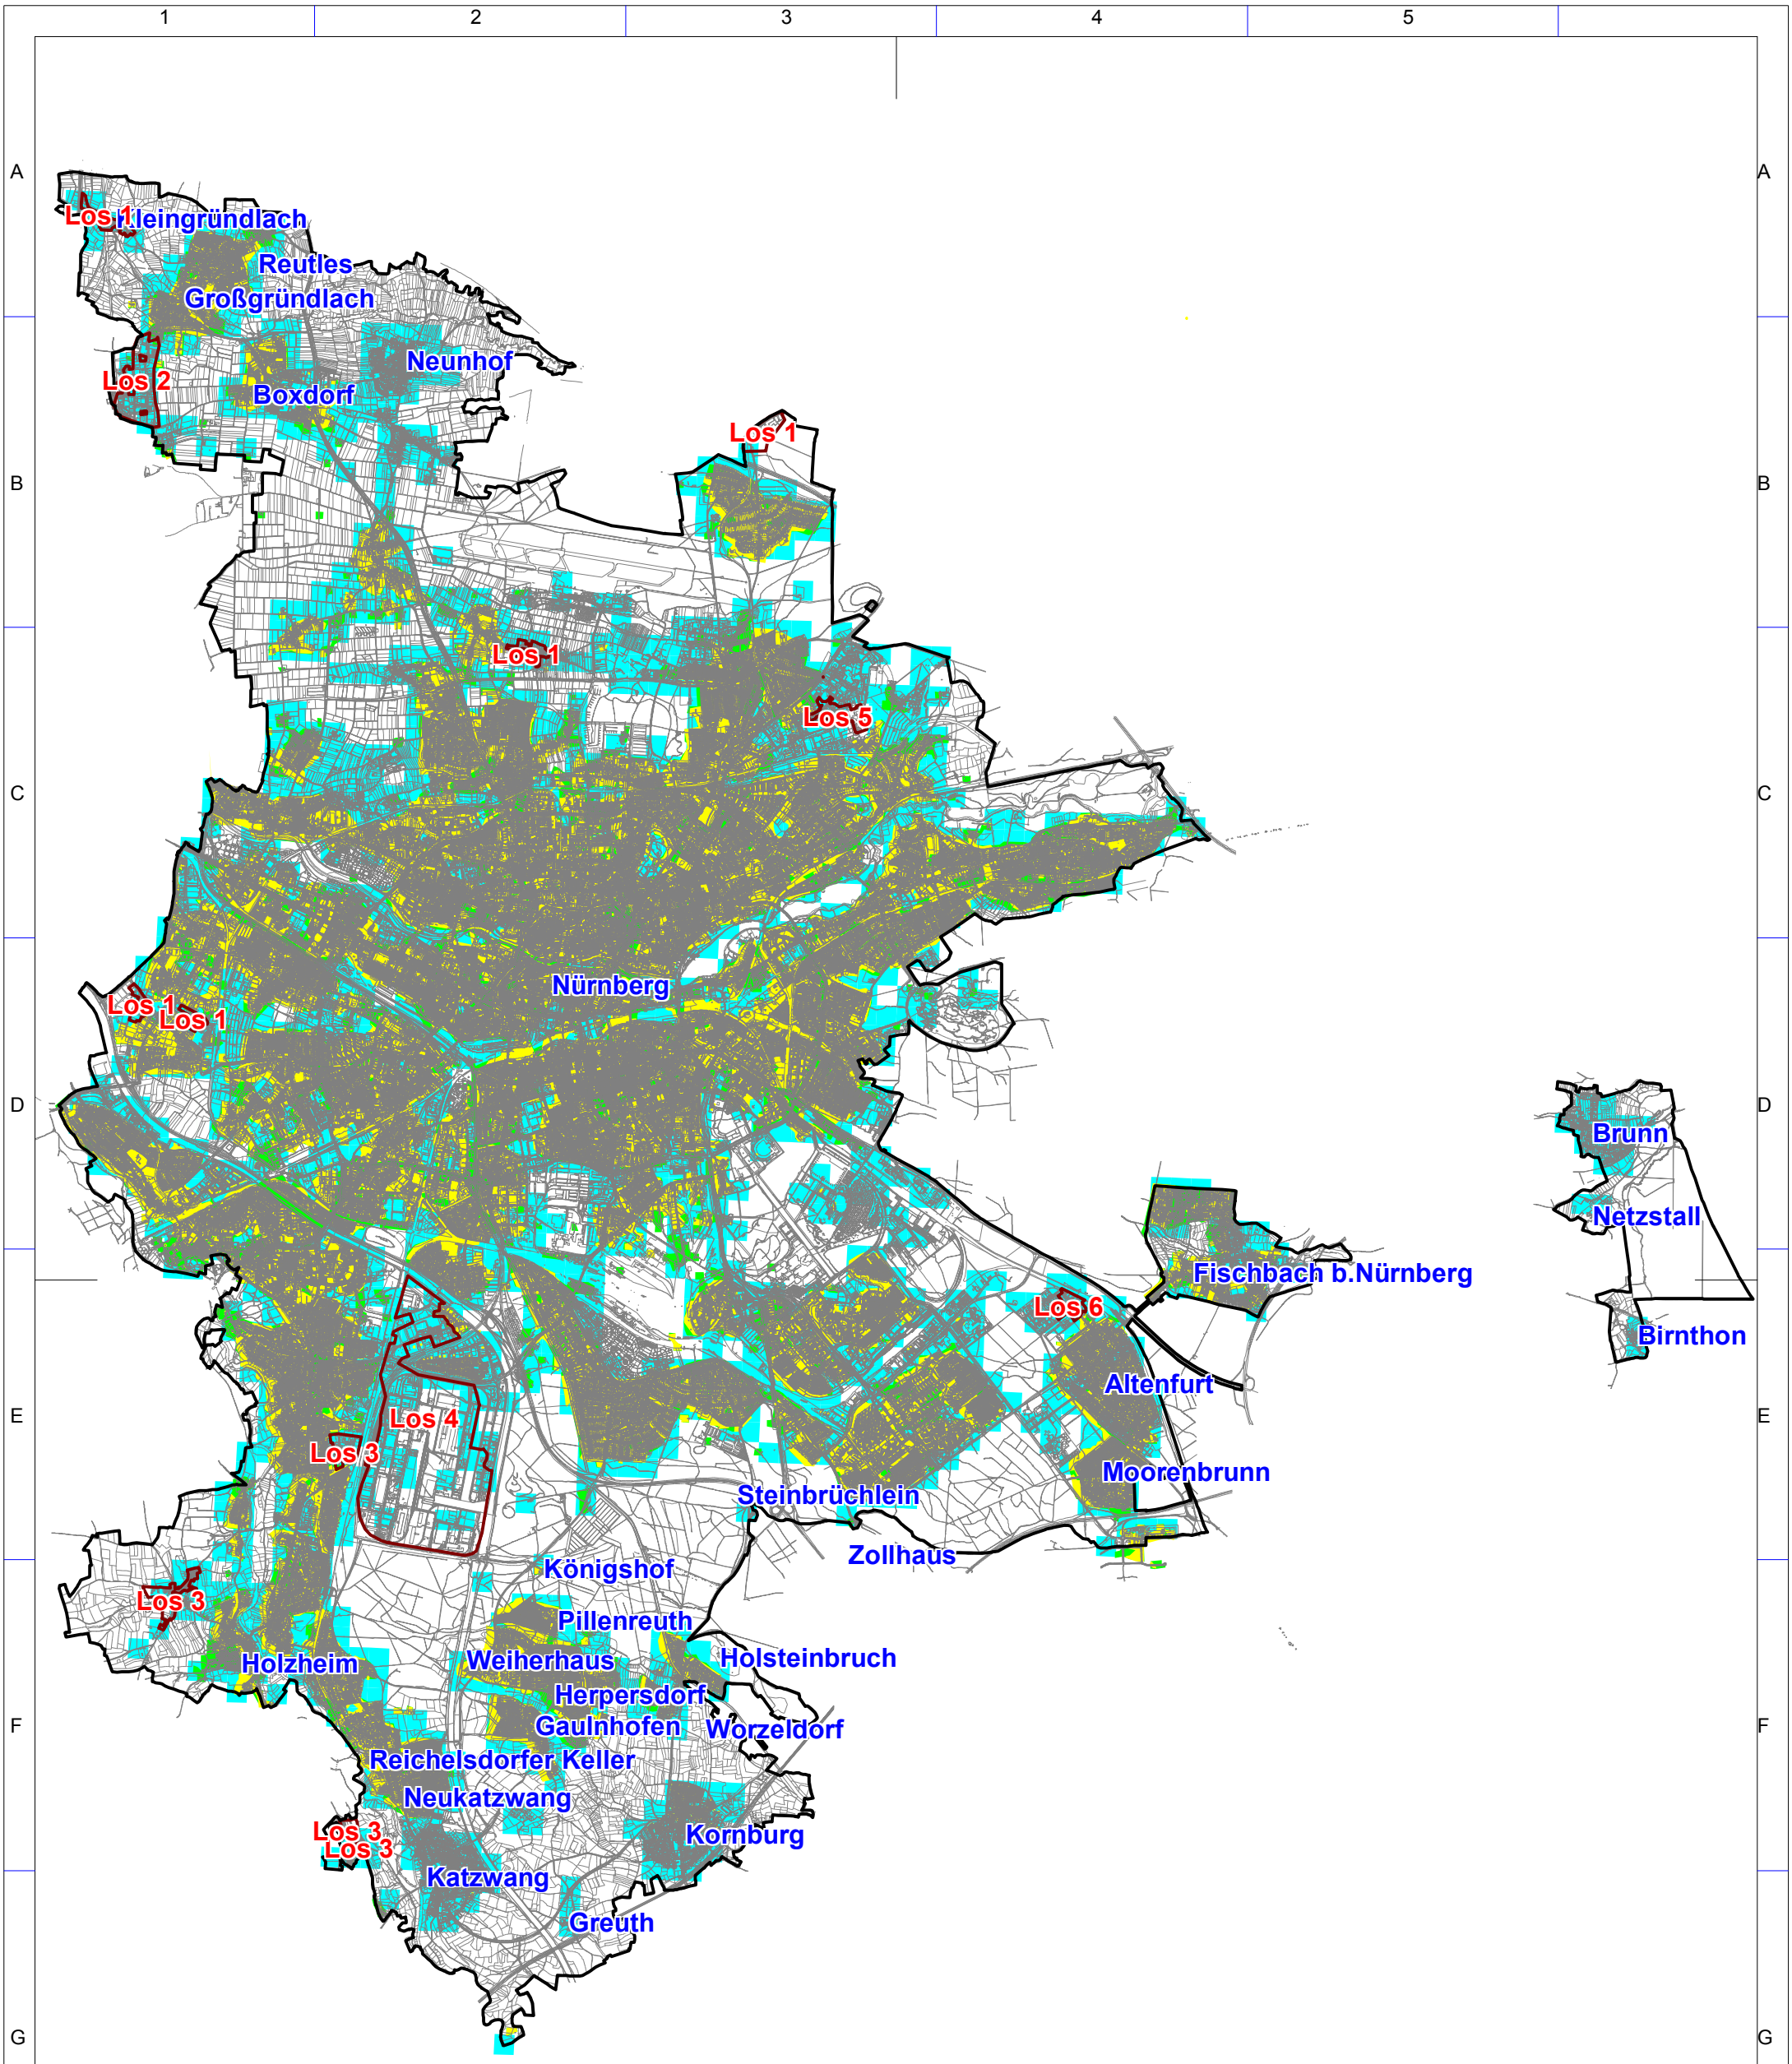 1 2 3 4 5
A A
Los 1 Kleingründlach
Reutles
Großgründlach
Neunhof
Los 2
Boxdorf
Los 1
B B
Los 1
Los 5
C C
Nürnberg
Los 1
Los 1
D D
Brunn
Netzstall
Fischbach b.Nürnberg
Los 6
Birnthon
Altenfurt
E E
Los 4
Los 3
Moorenbrunn
Steinbrüchlein
Zollhaus
Königshof
Los 3
Pillenreuth
Holsteinbruch
Weiherhaus
Holzheim
Herpersdorf
F F
Gaulnhofen
Worzeldorf
Reichelsdorfer Keller
Neukatzwang
Los 3
Kornburg
Los 3
Katzwang
Greuth
G G